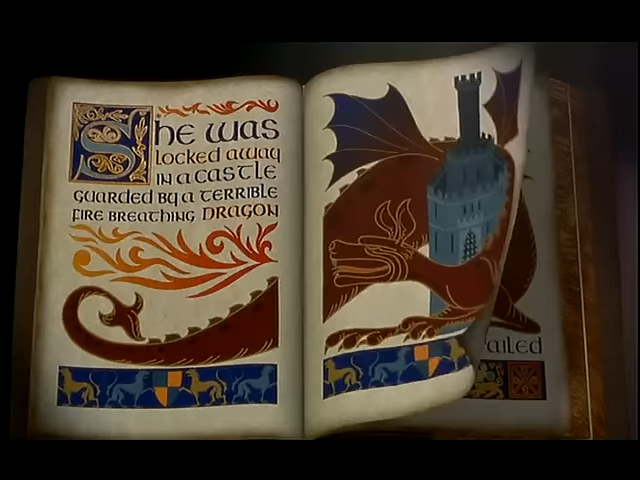 She was
locked away
in a castle
guarded by a terrible
fire breathing dragon
ailed